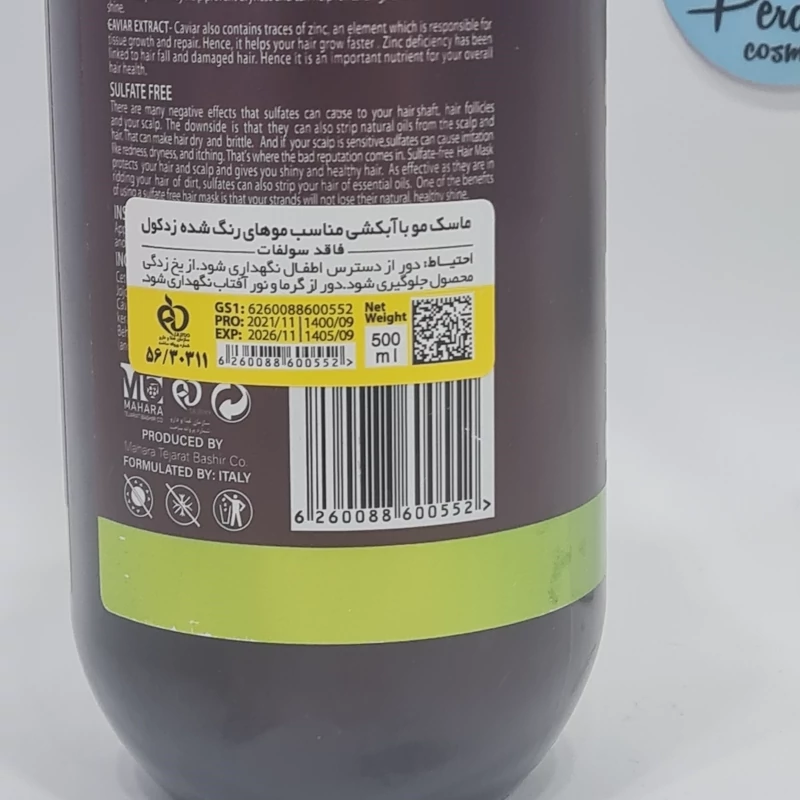 shine.
CAVIAR EXTRACT- Caviar also contains traces of zinc, an element which is responsible for
tissue growth and repair. Hence, it helps your hair grow faster . Zinc deficiency has been
linked to hair fall and damaged hair. Hence it is an important nutrient for your overall
hair health.
SULFATE FREE
There are many negative effects that sulfates can cause to your hair shaft, hair follicles
and your scalp. The downside is that they can also strip natural oils from the scalp and
hair. That can make hair dry and brittle. And if your scalp is sensitive,sulfates can cause irritation
like redness, dryness, and itching. That's where the bad reputation comes in. Sulfate-free Hair Mask
protects your hair and scalp and gives you shiny and healthy hair. As effective as they are in
ridding your hair of dirt, sulfates can also strip your hair of essential oils. One of the benefits
of using a sulfate free hair mask is that your strands will not lose their natural, healthy shine.
ماسک مو با آبکشی مناسب موهای رنگ شده زدکول
فاقد سولفات
احتیاط: دور از دسترس اطفال نگهداری شود. از یخ زدگی
محصول جلوگیری شود. دور از گرما و نور آفتاب نگهداری شود.
GS1: 6260088600552
PRO: 2021/11 | 1400/09
EXP: 2026/11 | 1405/09
6 260088 600552 >
۵۶/۳۰۳۱۱
Net
Weight
500
ml
MAHARA
TEJARAT BASHIR CO
PRODUCED BY
Mahara Tejarat Bashir Co.
FORMULATED BY: ITALY
6 260088 600552 >